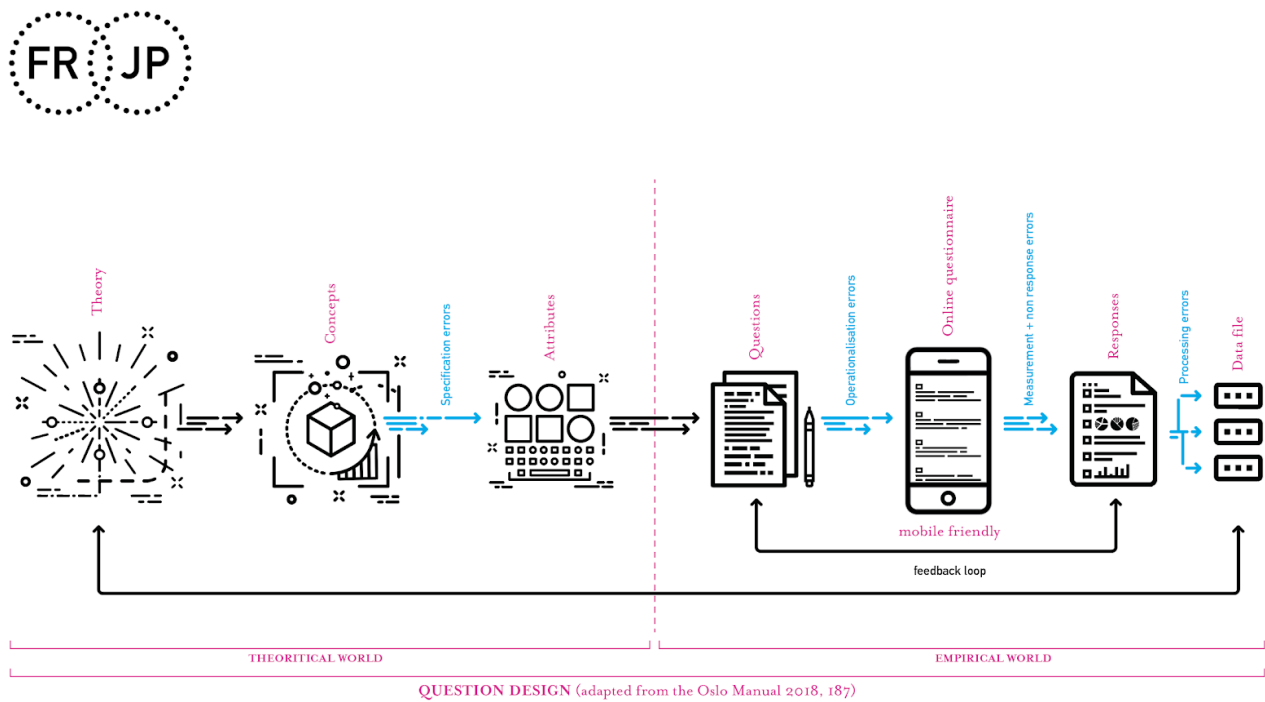 FR JP
Theory
Concepts
Specification errors
Attributes
Questions
Operationalisation errors
Online questionnaire
Measurement + non response errors
Responses
Processing errors
Data file
mobile friendly
feedback loop
THEORITICAL WORLD
EMPIRICAL WORLD
QUESTION DESIGN (adapted from the Oslo Manual 2018, 187)